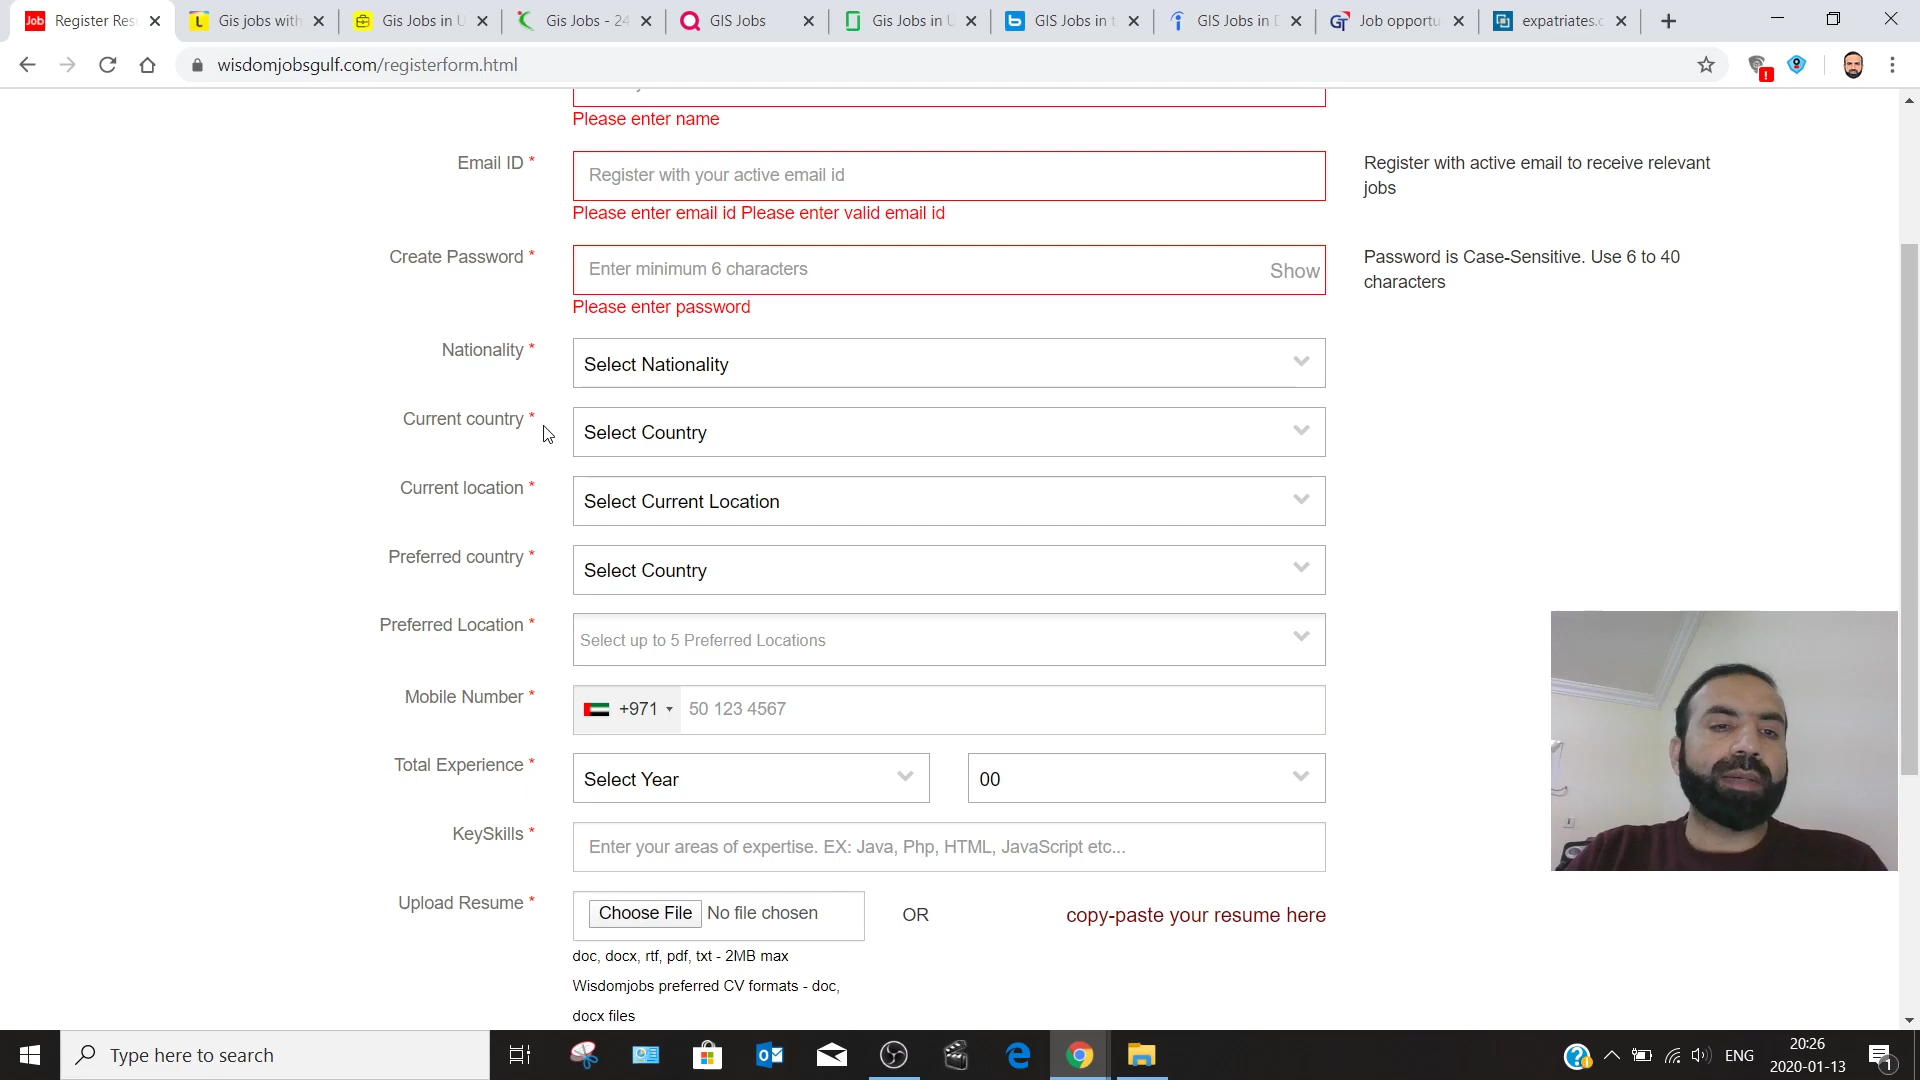 Job Register Res
Gis jobs with
Gis Jobs in U
Gis Jobs - 24
GIS Jobs
Gis Jobs in U
GIS Jobs in t
GIS Jobs in D
Job opportu
expatriates.c
wisdomjobsgulf.com/registerform.html
Please enter name
Email ID *
Register with your active email id
Register with active email to receive relevant
jobs
Please enter email id Please enter valid email id
Create Password *
Enter minimum 6 characters
Show
Password is Case-Sensitive. Use 6 to 40
characters
Please enter password
Nationality *
Select Nationality
Current country *
Select Country
Current location *
Select Current Location
Preferred country *
Select Country
Preferred Location *
Select up to 5 Preferred Locations
Mobile Number *
+971
50 123 4567
Total Experience *
Select Year
00
KeySkills *
Enter your areas of expertise. EX: Java, Php, HTML, JavaScript etc...
Upload Resume *
Choose File No file chosen
OR
copy-paste your resume here
doc, docx, rtf, pdf, txt - 2MB max
Wisdomjobs preferred CV formats - doc,
docx files
Type here to search
ENG
20:26
2020-01-13
1